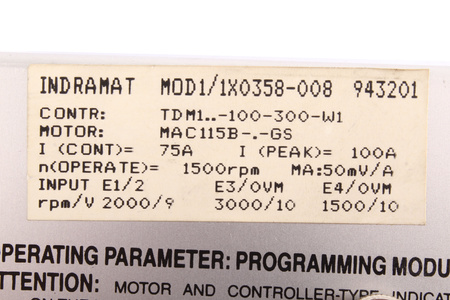 INDRAMAT MOD1/1X0358-008 943201
CONTR: TDM1..-100-300-W1
MOTOR: MAC115B-.-GS
I (CONT)= 75A I (PEAK)= 100A
n(OPERATE)= 1500rpm MA:50mV/A
INPUT E1/2 E3/0VM E4/0VM
rpm/V 2000/9 3000/10 1500/10
OPERATING PARAMETER: PROGRAMMING MODU
ATTENTION: MOTOR AND CONTROLLER-TYPE INDICAT